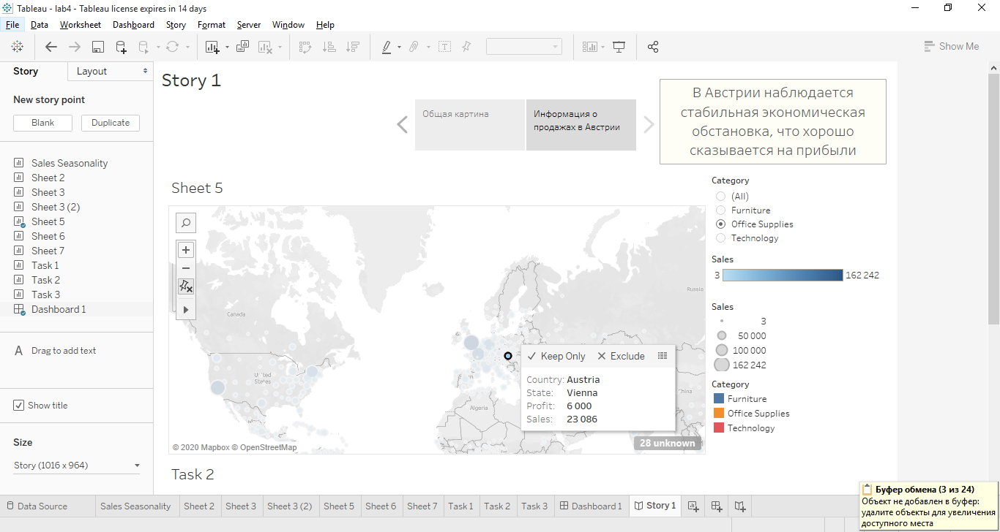 Tableau - lab4 - Tableau license expires in 14 days
File Data Worksheet Dashboard Story Format Server Window Help
Show Me
Story
Layout
New story point
Blank
Duplicate
Sales Seasonality
Sheet 2
Sheet 3
Sheet 3 (2)
Sheet 5
Sheet 6
Sheet 7
Task 1
Task 2
Task 3
Dashboard 1
A Drag to add text
Show title
Size
Story (1016 x 964)
Story 1
Общая картина
Информация о
продажах в Австрии
В Австрии наблюдается
стабильная экономическая
обстановка, что хорошо
сказывается на прибыли
Sheet 5
Canada
United
States
Russia
Algeria
China
Keep Only
Exclude
Country: Austria
State: Vienna
Profit: 6 000
Sales: 23 086
28 unknown
© 2020 Mapbox © OpenStreetMap
Task 2
Category
(All)
Furniture
Office Supplies
Technology
Sales
3
162 242
Sales
3
50 000
100 000
162 242
Category
Furniture
Office Supplies
Technology
Data Source Sales Seasonality Sheet 2 Sheet 3 Sheet 3 (2) Sheet 5 Sheet 6 Sheet 7 Task 1 Task 2 Task 3 Dashboard 1 Story 1
Буфер обмена (3 из 24)
Объект не добавлен в буфер:
удалите объекты для увеличения
доступного места